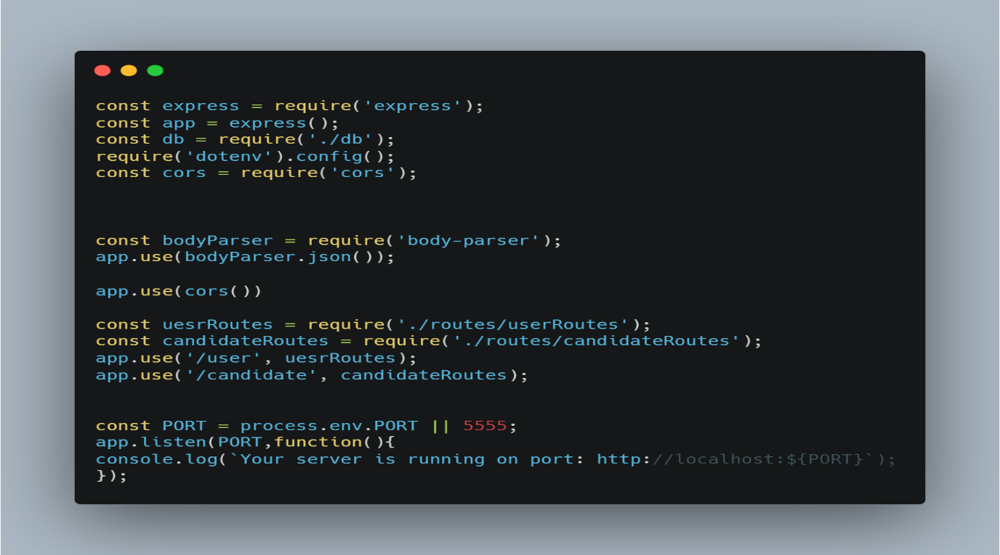 const express = require('express');
const app = express();
const db = require('./db');
require('dotenv').config();
const cors = require('cors');
const bodyParser = require('body-parser');
app.use(bodyParser.json());
app.use(cors())
const uesrRoutes = require('./routes/userRoutes');
const candidateRoutes = require('./routes/candidateRoutes');
app.use('/user', uesrRoutes);
app.use('/candidate', candidateRoutes);
const PORT = process.env.PORT || 5555;
app.listen(PORT,function(){
console.log(`Your server is running on port: http://localhost:${PORT}`);
});